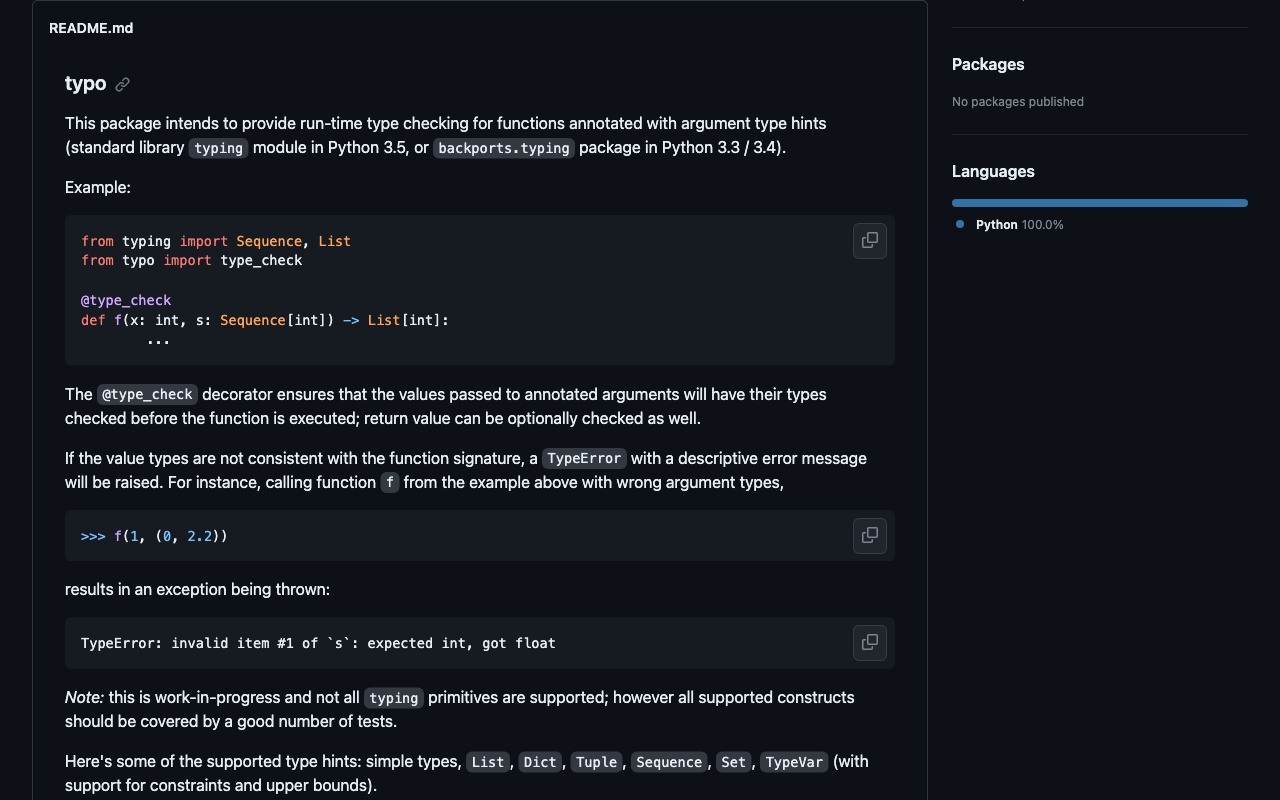 README.md
typo
This package intends to provide run-time type checking for functions annotated with argument type hints
(standard library typing module in Python 3.5, or backports.typing package in Python 3.3 / 3.4).
Example:
from typing import Sequence, List
from typo import type_check
@type_check
def f(x: int, s: Sequence[int]) -> List[int]:
        ...
The @type_check decorator ensures that the values passed to annotated arguments will have their types
checked before the function is executed; return value can be optionally checked as well.
If the value types are not consistent with the function signature, a TypeError with a descriptive error message
will be raised. For instance, calling function f from the example above with wrong argument types,
>>> f(1, (0, 2.2))
results in an exception being thrown:
TypeError: invalid item #1 of `s`: expected int, got float
Note: this is work-in-progress and not all typing primitives are supported; however all supported constructs
should be covered by a good number of tests.
Here's some of the supported type hints: simple types, List, Dict, Tuple, Sequence, Set, TypeVar (with
support for constraints and upper bounds).
Packages
No packages published
Languages
Python 100.0%